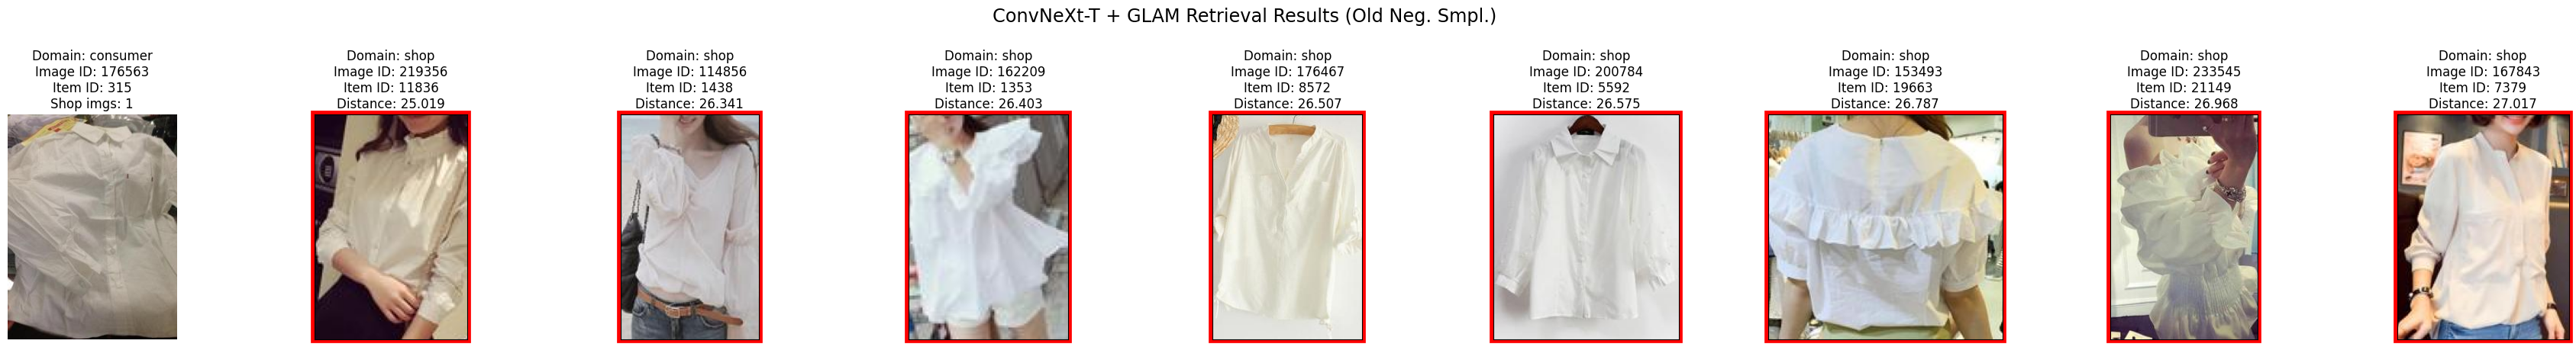 ConvNeXt-T + GLAM Retrieval Results (Old Neg. Smpl.)
Domain: consumer
Image ID: 176563
Item ID: 315
Shop imgs: 1
Domain: shop
Image ID: 219356
Item ID: 11836
Distance: 25.019
Domain: shop
Image ID: 114856
Item ID: 1438
Distance: 26.341
Domain: shop
Image ID: 162209
Item ID: 1353
Distance: 26.403
Domain: shop
Image ID: 176467
Item ID: 8572
Distance: 26.507
Domain: shop
Image ID: 200784
Item ID: 5592
Distance: 26.575
Domain: shop
Image ID: 153493
Item ID: 19663
Distance: 26.787
Domain: shop
Image ID: 233545
Item ID: 21149
Distance: 26.968
Domain: shop
Image ID: 167843
Item ID: 7379
Distance: 27.017